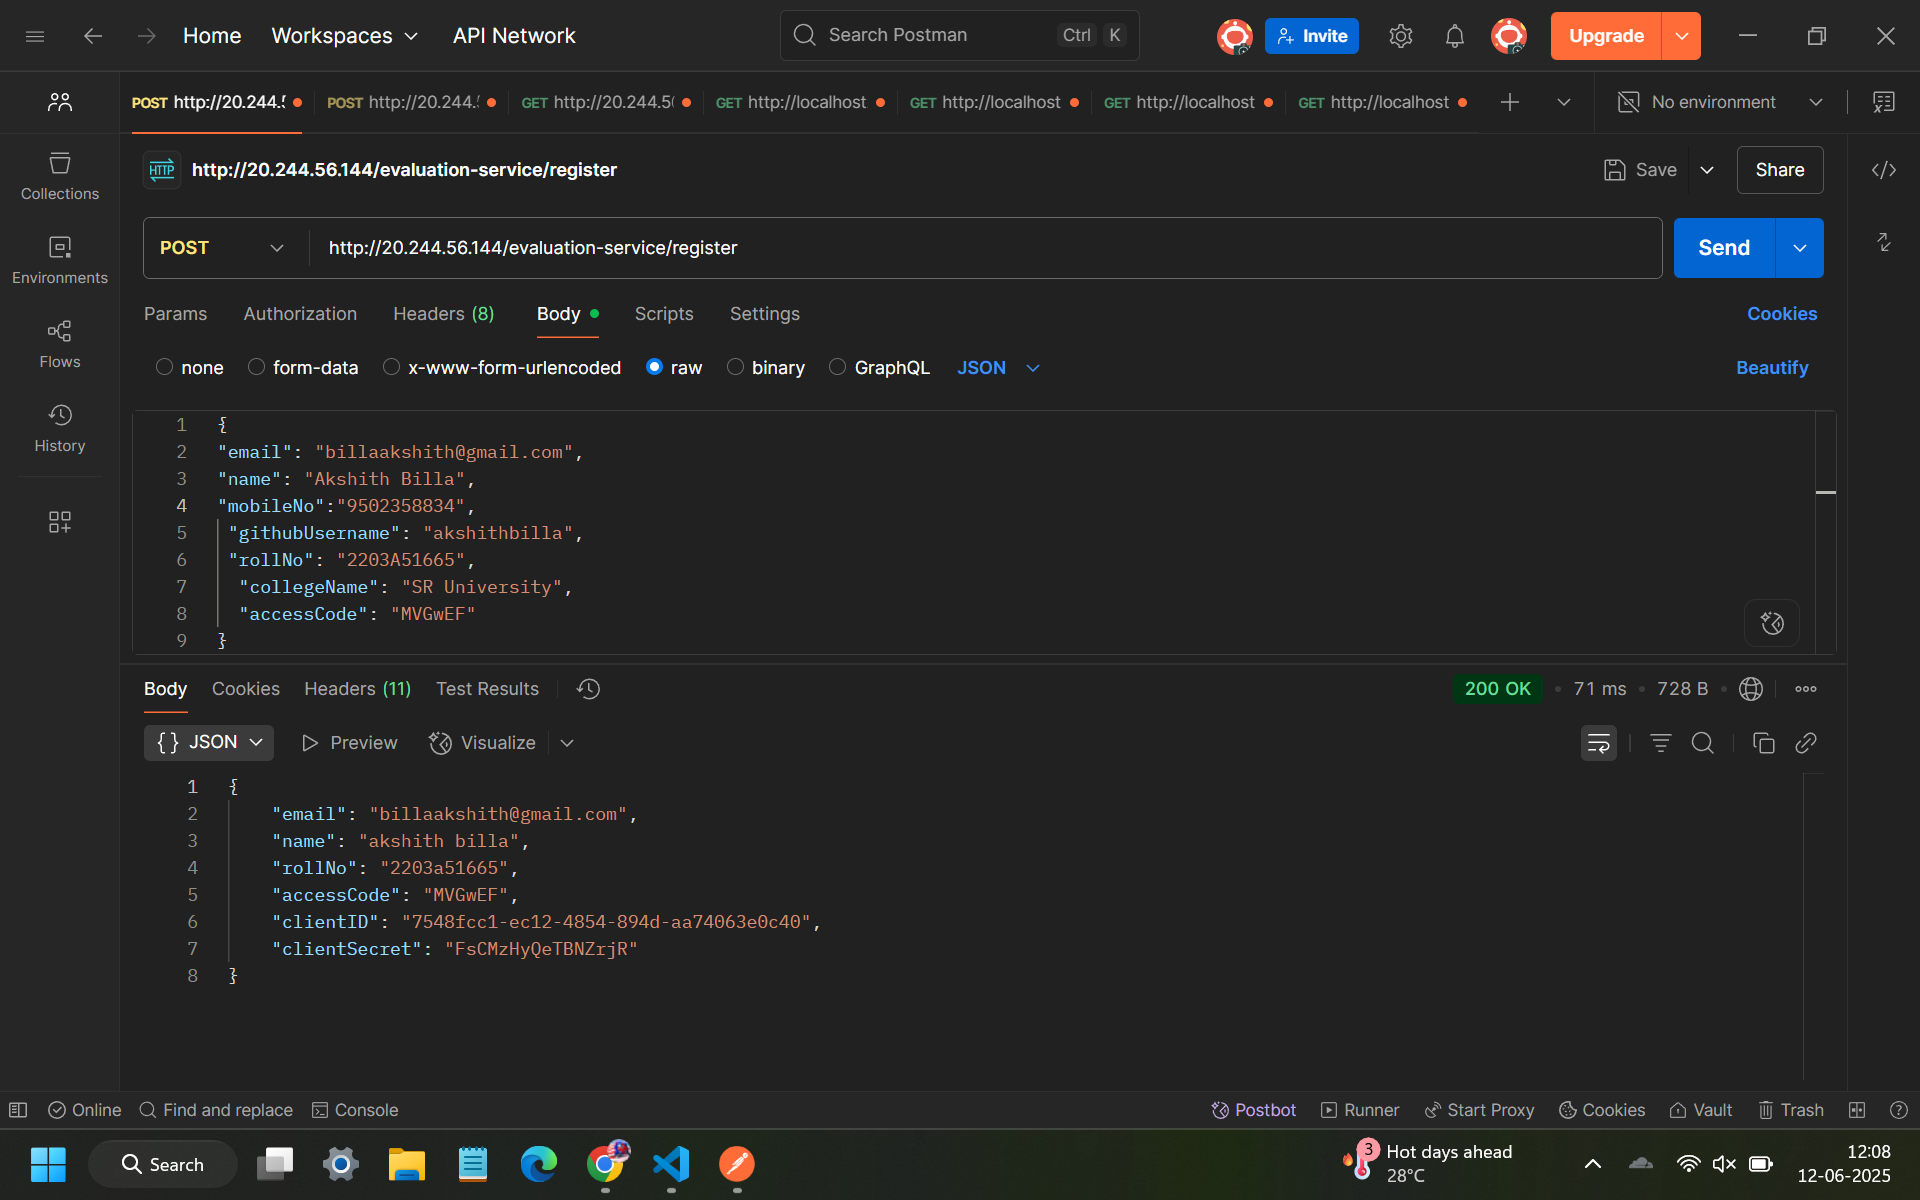 Home Workspaces API Network Search Postman Ctrl K Invite Upgrade
POST http://20.244.5 POST http://20.244. GET http://20.244.5 GET http://localhost GET http://localhost GET http://localhost GET http://localhost No environment
HTTP http://20.244.56.144/evaluation-service/register Save Share
POST http://20.244.56.144/evaluation-service/register Send
Params Authorization Headers (8) Body Scripts Settings Cookies
none form-data x-www-form-urlencoded raw binary GraphQL JSON Beautify
Collections
Environments
Flows
History
1 {
2 "email": "billaakshith@gmail.com",
3 "name": "Akshith Billa",
4 "mobileNo":"9502358834",
5 "githubUsername": "akshithbilla",
6 "rollNo": "2203A51665",
7 "collegeName": "SR University",
8 "accessCode": "MVGwEF"
9 }
Body Cookies Headers (11) Test Results 200 OK • 71 ms • 728 B •
{} JSON Preview Visualize
1 {
2 "email": "billaakshith@gmail.com",
3 "name": "akshith billa",
4 "rollNo": "2203a51665",
5 "accessCode": "MVGwEF",
6 "clientID": "7548fcc1-ec12-4854-894d-aa74063e0c40",
7 "clientSecret": "FsCMzHyQeTBNZrjR"
8 }
Online Find and replace Console Postbot Runner Start Proxy Cookies Vault Trash
Search 3 Hot days ahead 12:08
28°C 12-06-2025